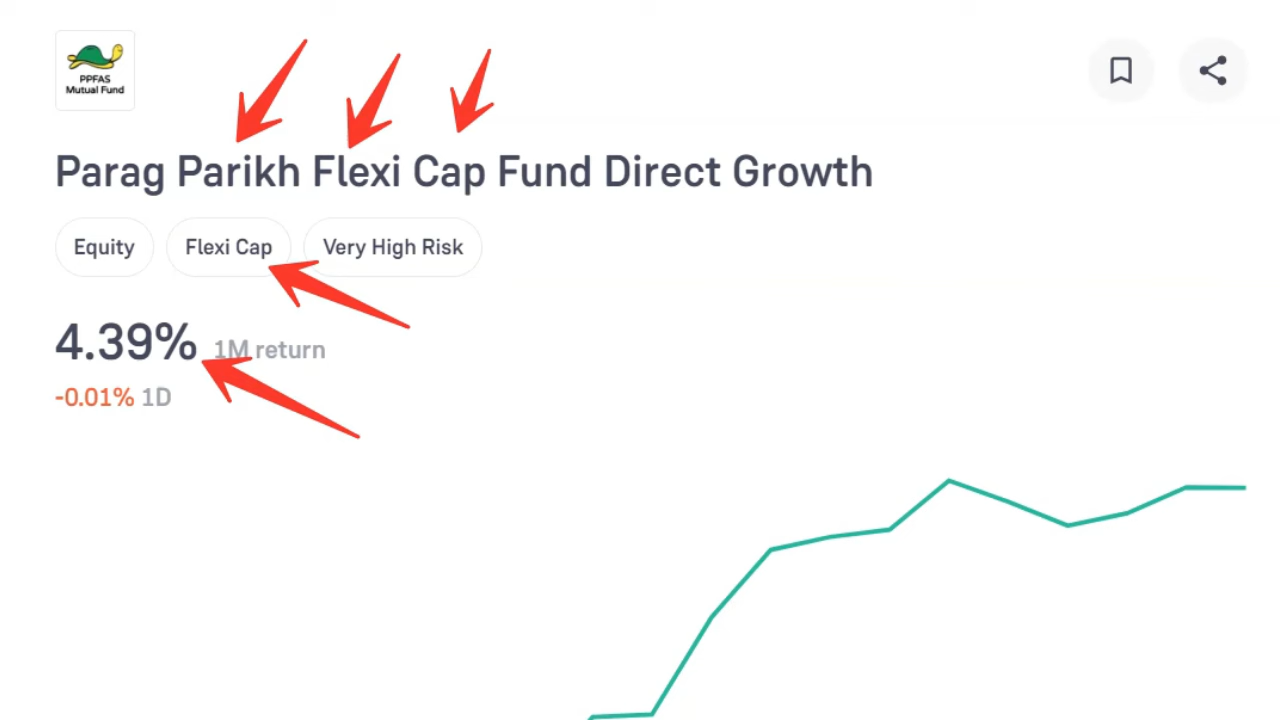 PPFAS
Mutual Fund
Parag Parikh Flexi Cap Fund Direct Growth
Equity
Flexi Cap
Very High Risk
4.39% 1M return
-0.01% 1D